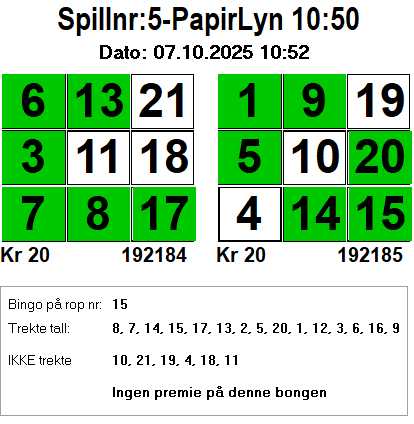 Spillnr:5-PapirLyn 10:50
Dato: 07.10.2025 10:52
6 13 21 1 9 19
3 11 18 5 10 20
7 8 17 4 14 15
Kr 20 192184 Kr 20 192185
Bingo på rop nr: 15
Trekte tall: 8, 7, 14, 15, 17, 13, 2, 5, 20, 1, 12, 3, 6, 16, 9
IKKE trekte 10, 21, 19, 4, 18, 11
Ingen premie på denne bongen